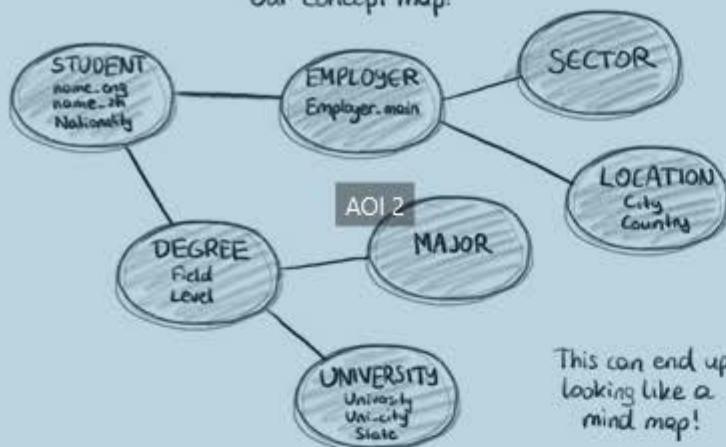 Our concept map!
STUDENT
name_eng
name_zh
Nationality
EMPLOYER
Employer_main
SECTOR
LOCATION
City
Country
AOI 2
DEGREE
Field
Level
MAJOR
UNIVERSITY
University
Uni_city
State
This can end up
looking like a
mind map!